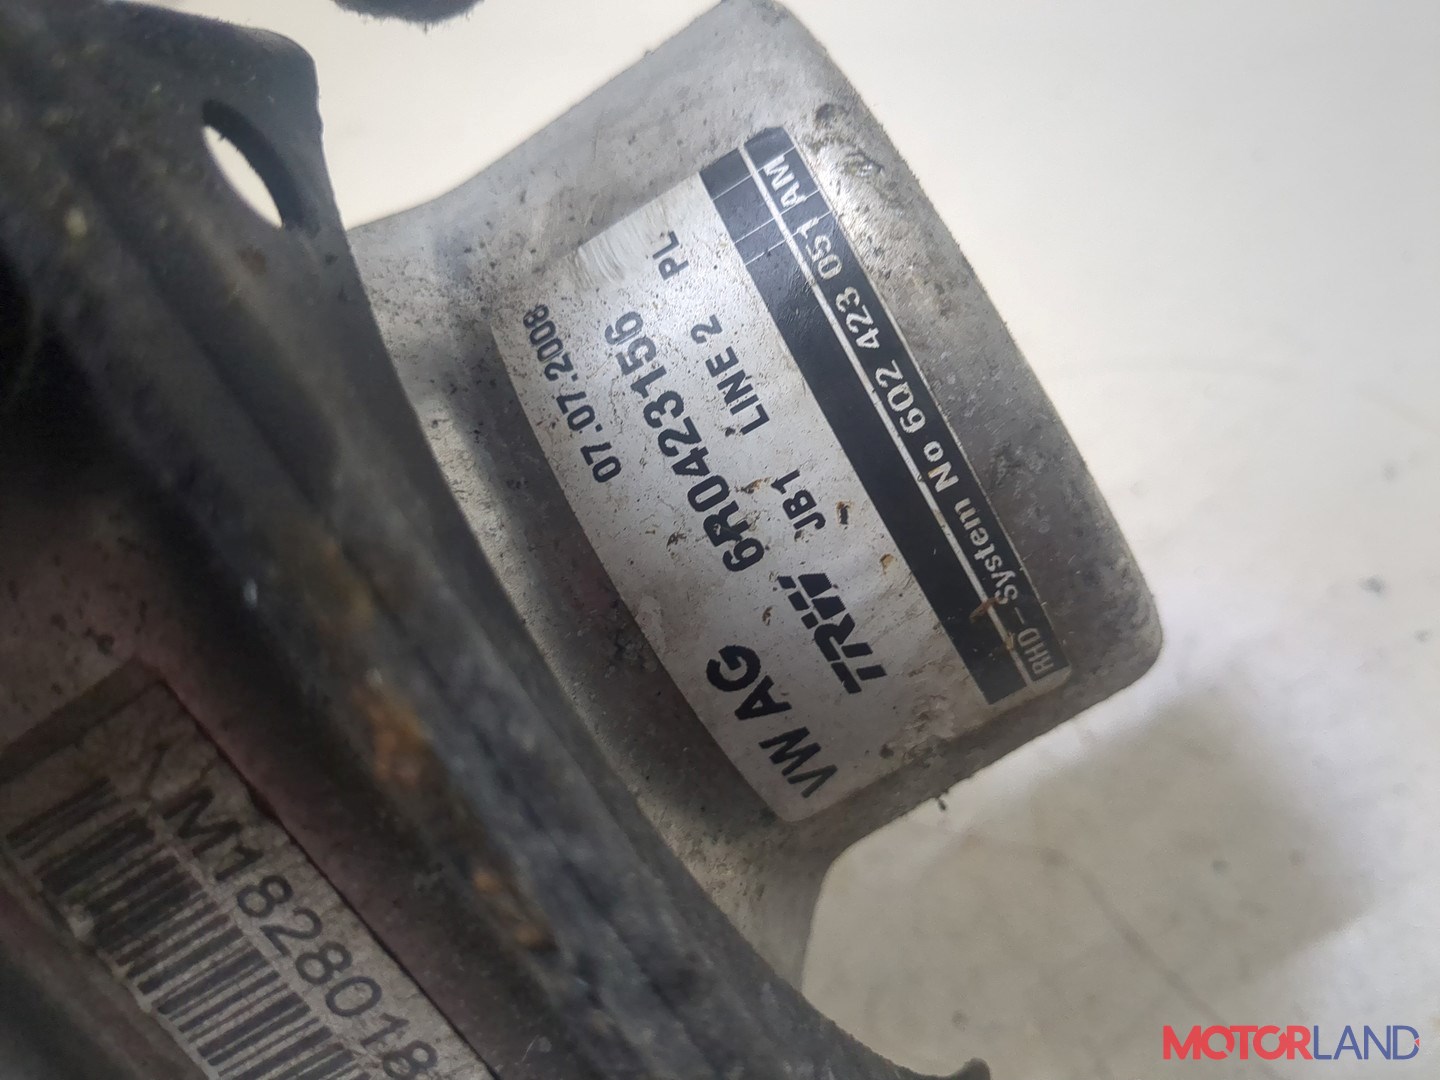 VW AG 07.07.2008
6R0423156
TRW JB1 LINE 2 PL
RHD-System No 6Q2 423 051 AM
M1828018
MOTORLAND